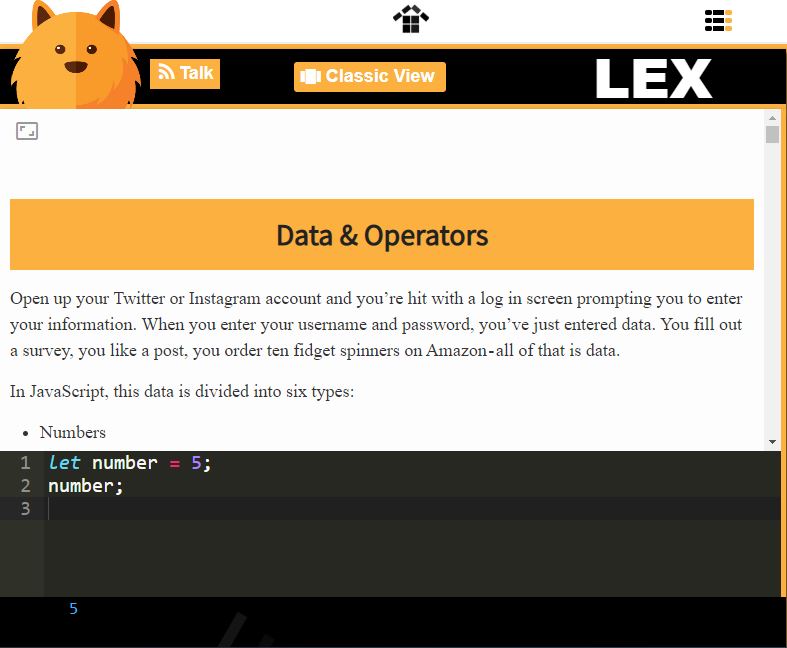 Talk
Classic View
LEX
Data & Operators
Open up your Twitter or Instagram account and you’re hit with a log in screen prompting you to enter
your information. When you enter your username and password, you’ve just entered data. You fill out
a survey, you like a post, you order ten fidget spinners on Amazon-all of that is data.
In JavaScript, this data is divided into six types:
• Numbers
1 let number = 5;
2 number;
3
5